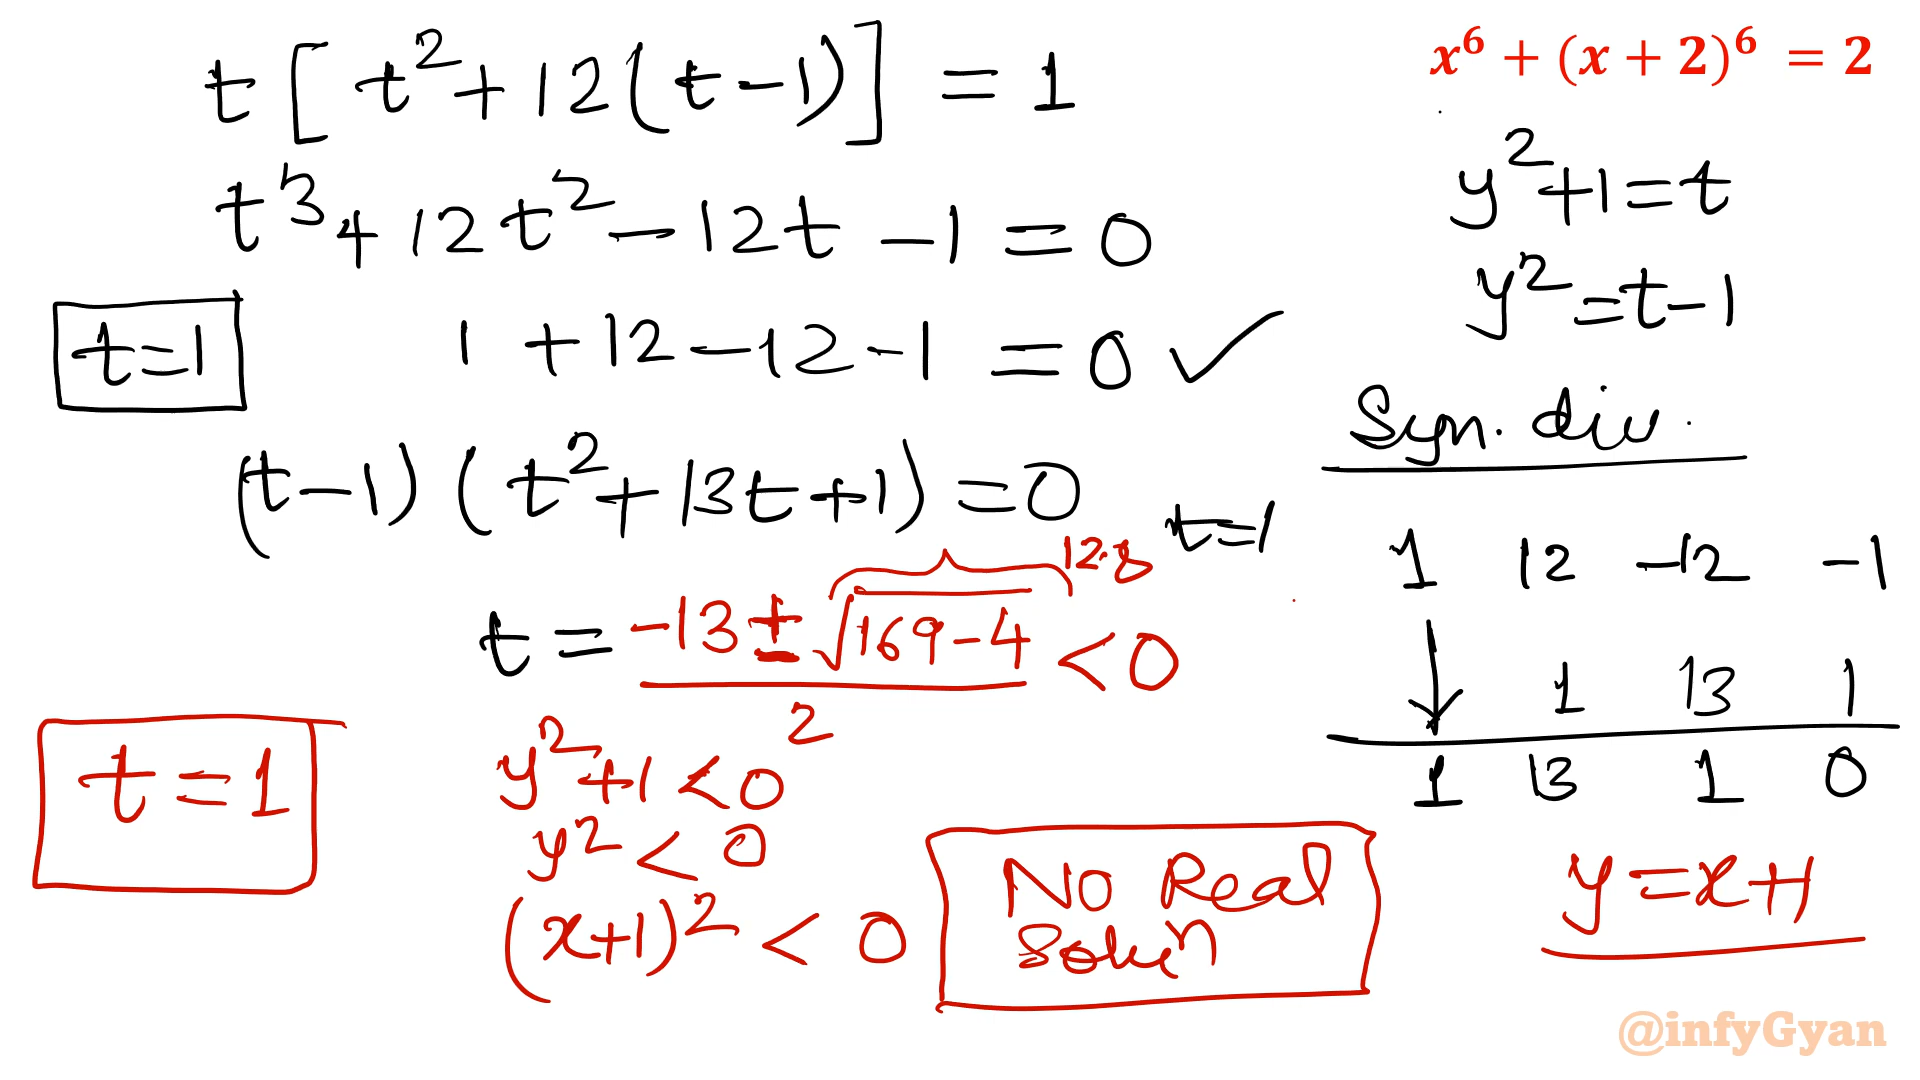 x⁶ + (x + 2)⁶ = 2
t[t²+12(t-1)] = 1
t³+12t²-12t-1=0
t=1
1+12-12-1=0 ✓
(t-1)(t²+13t+1)=0
t = (-13±√(169-4))/2 < 0
12.8
t=1
y²+1<0
y²<0
(x+1)²<0
No Real
Soluⁿ
y²+1=t
y²=t-1
Syn. div.
t=1
1 12 -12 -1
↓ 1 13 1
1 13 1 0
y=x+1
@infyGyan